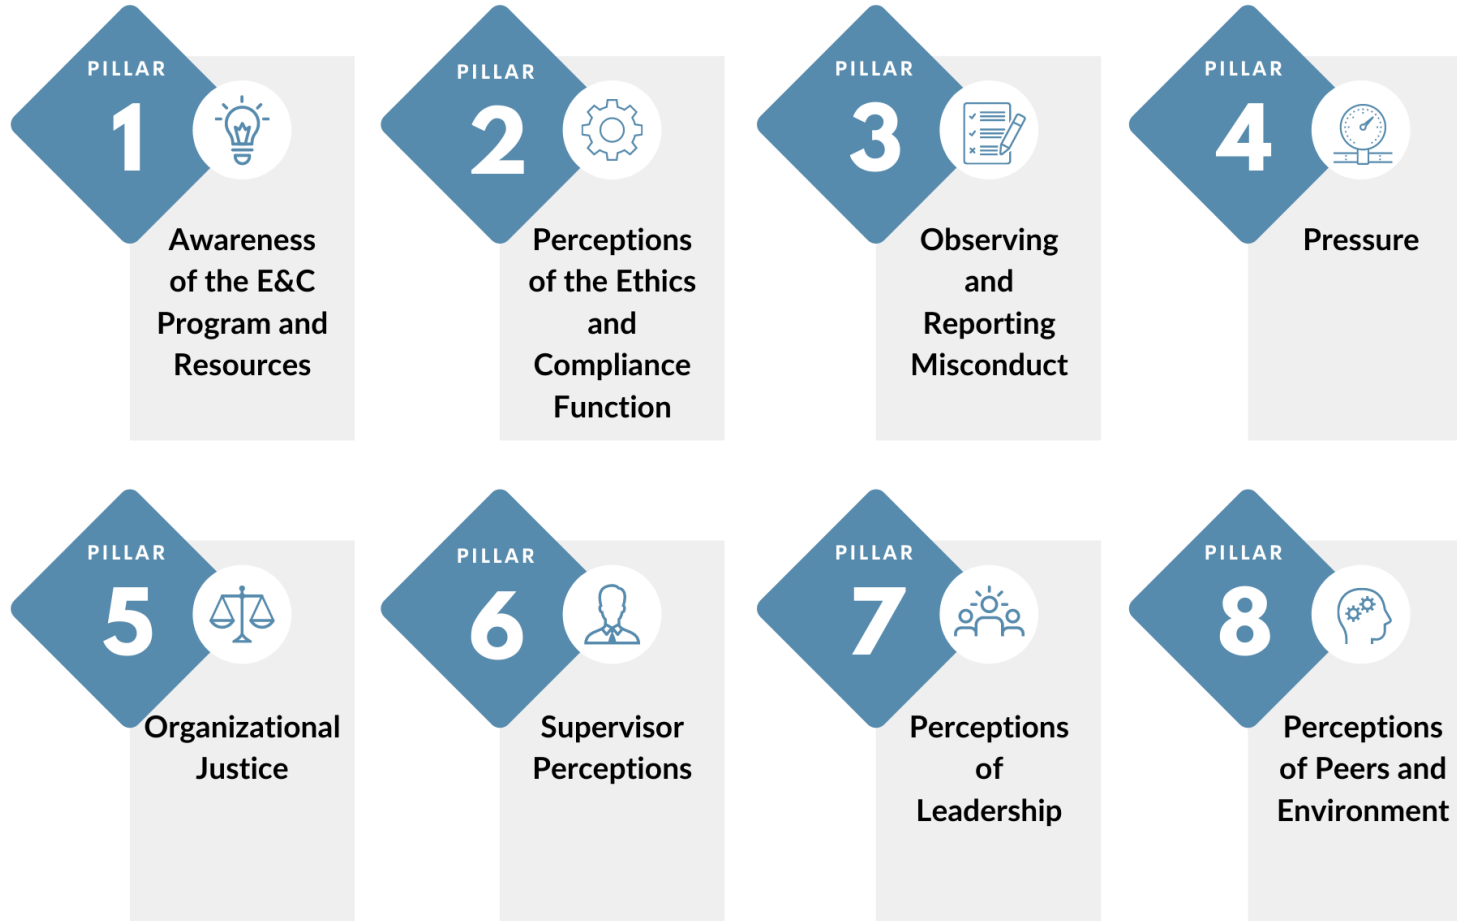 PILLAR
1
Awareness
of the E&C
Program and
Resources
PILLAR
2
Perceptions
of the Ethics
and
Compliance
Function
PILLAR
3
Observing
and
Reporting
Misconduct
PILLAR
4
Pressure
PILLAR
5
Organizational
Justice
PILLAR
6
Supervisor
Perceptions
PILLAR
7
Perceptions
of
Leadership
PILLAR
8
Perceptions
of Peers and
Environment